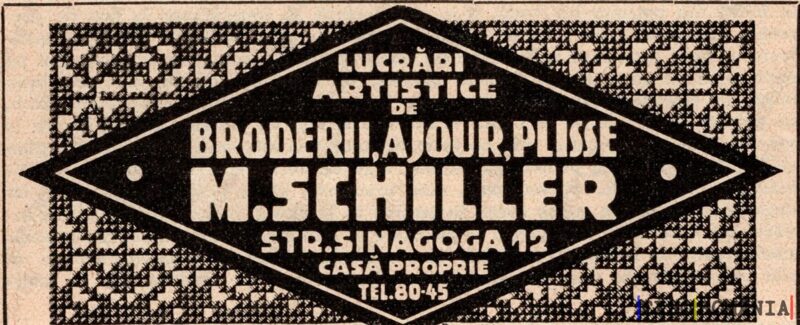 LUCRĂRI
ARTISTICE
DE
BRODERII, AJOUR, PLISSE
M. SCHILLER
STR. SINAGOGA 12
CASĂ PROPRIE
TEL. 80-45